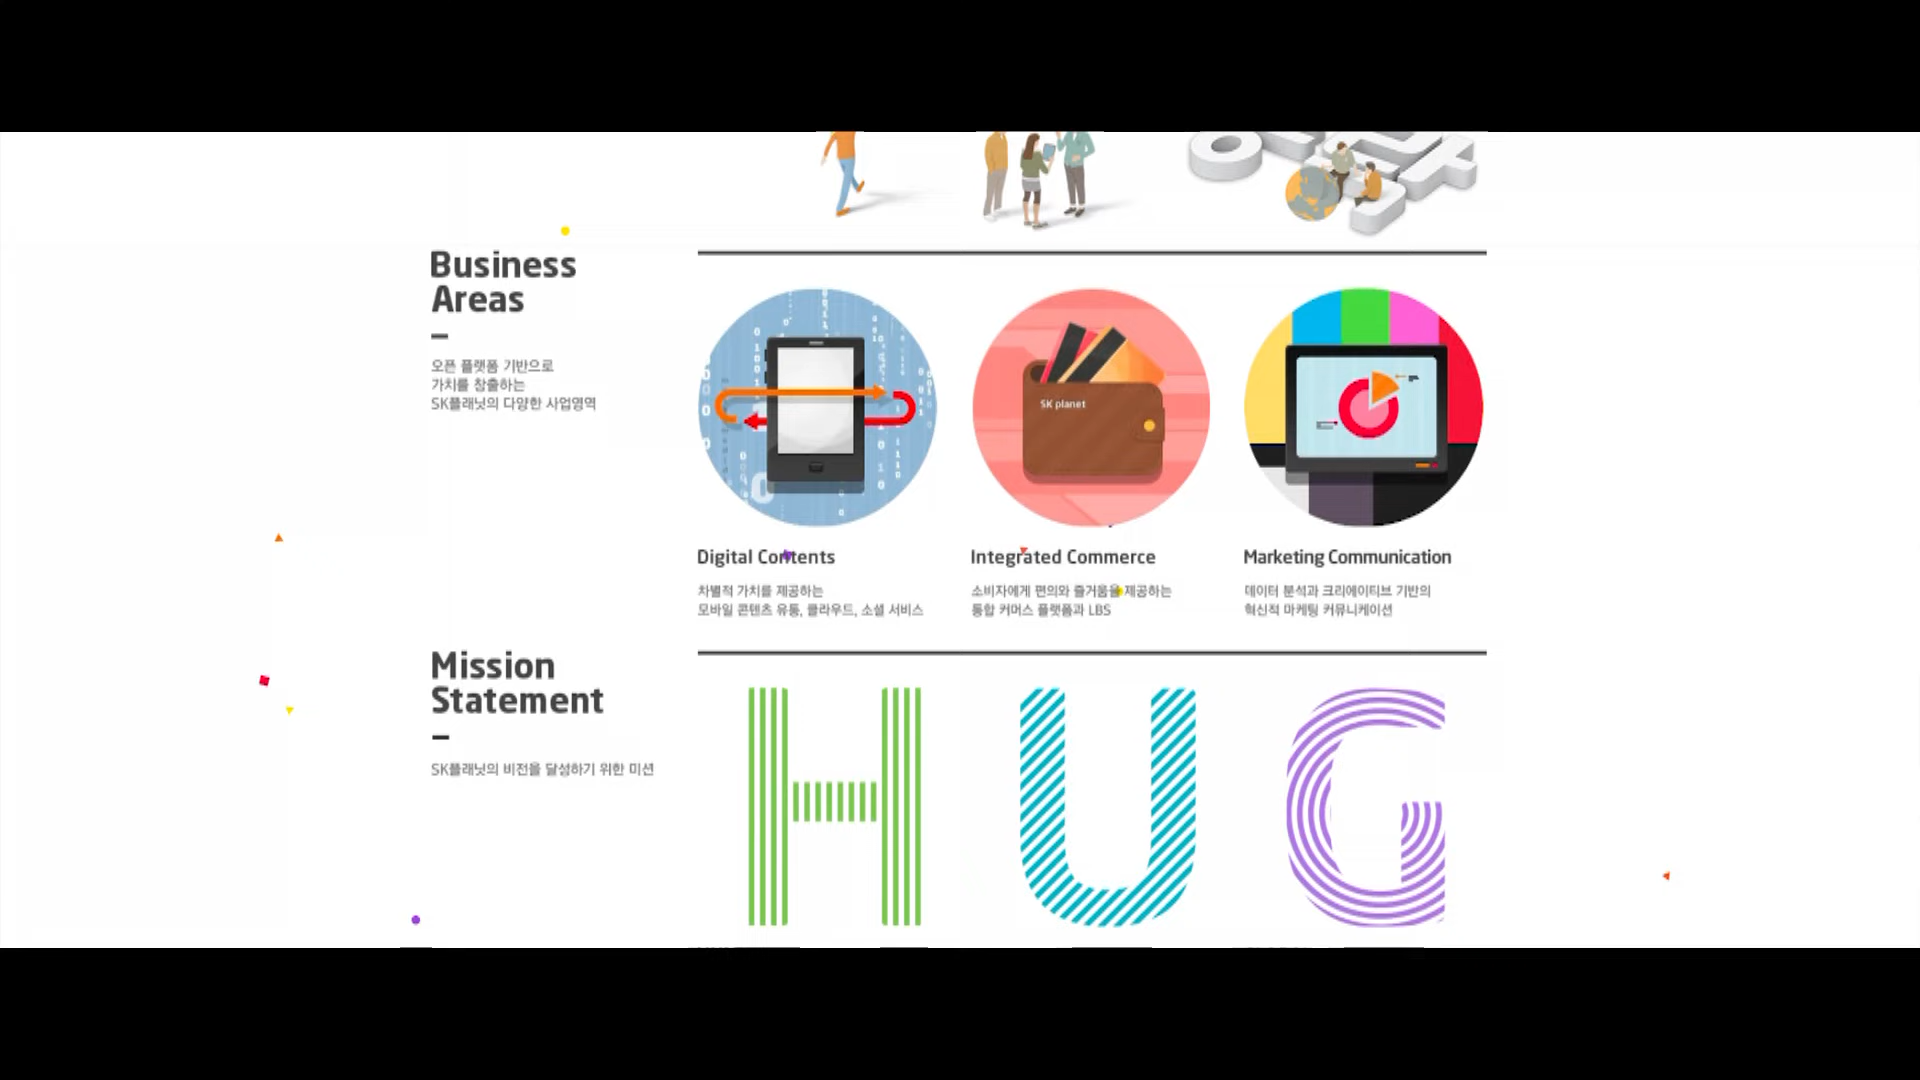 Business
Areas
오픈 플랫폼 기반으로
가치를 창출하는
SK플래닛의 다양한 사업영역
SK planet
Digital Contents
차별적 가치를 제공하는
모바일 콘텐츠 유통, 클라우드, 소셜 서비스
Integrated Commerce
소비자에게 편의와 즐거움을 제공하는
통합 커머스 플랫폼과 LBS
Marketing Communication
데이터 분석과 크리에이티브 기반의
혁신적 마케팅 커뮤니케이션
Mission
Statement
SK플래닛의 비전을 달성하기 위한 미션
HUG